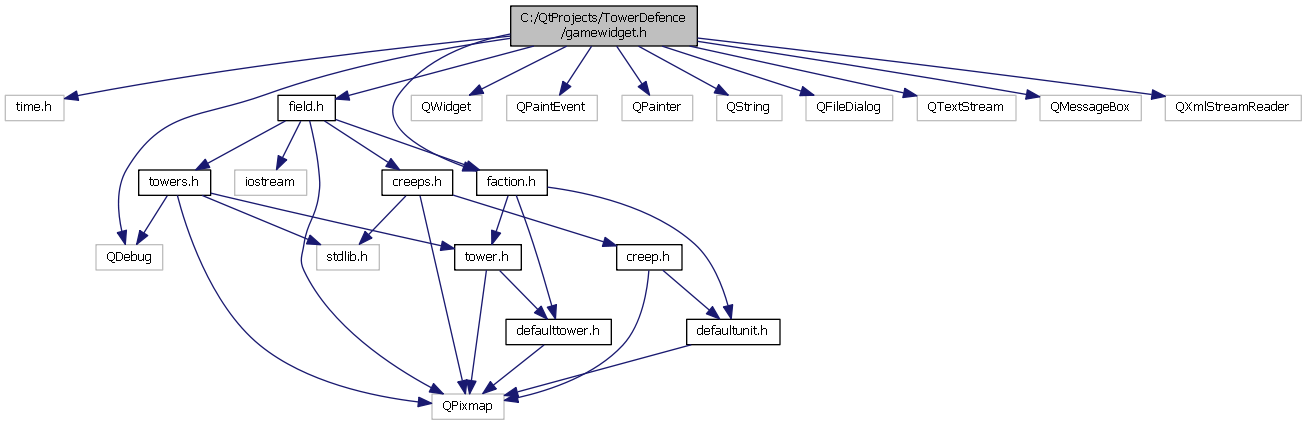 C:/QtProjects/TowerDefence
/gamewidget.h
time.h
field.h
QWidget
QPaintEvent
QPainter
QString
QFileDialog
QTextStream
QMessageBox
QXmlStreamReader
towers.h
iostream
creeps.h
faction.h
QDebug
stdlib.h
tower.h
creep.h
defaulttower.h
defaultunit.h
QPixmap